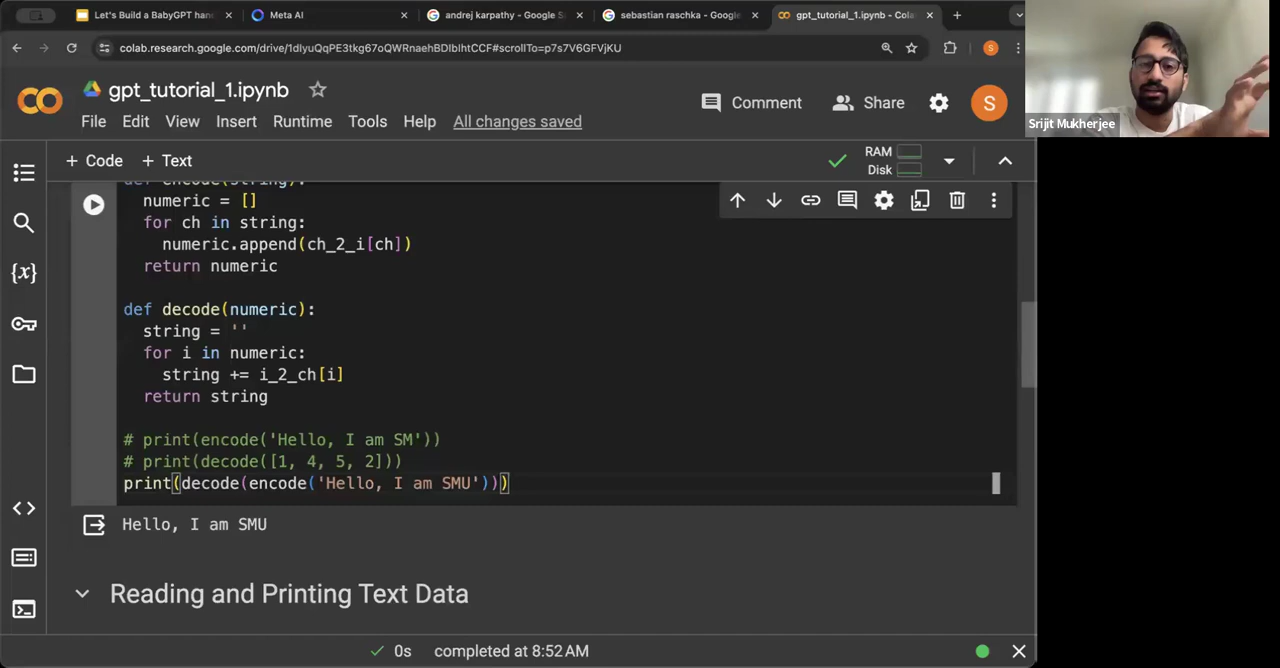 Let's Build a BabyGPT han
Meta AI
andrej karpathy - Google S
sebastian raschka - Google
gpt_tutorial_1.ipynb - Cola
colab.research.google.com/drive/1dIyuQqPE3tkg67oQWRnaehBDIbIhtCCF#scrollTo=p7s7V6GFVjKU
S
Srijit Mukherjee
CO
gpt_tutorial_1.ipynb
Comment
Share
S
File Edit View Insert Runtime Tools Help All changes saved
+ Code + Text
RAM
Disk
def encode(string):
numeric = []
for ch in string:
numeric.append(ch_2_i[ch])
return numeric
def decode(numeric):
string = ''
for i in numeric:
string += i_2_ch[i]
return string
# print(encode('Hello, I am SM'))
# print(decode([1, 4, 5, 2]))
print(decode(encode('Hello, I am SMU')))
Hello, I am SMU
Reading and Printing Text Data
0s completed at 8:52 AM